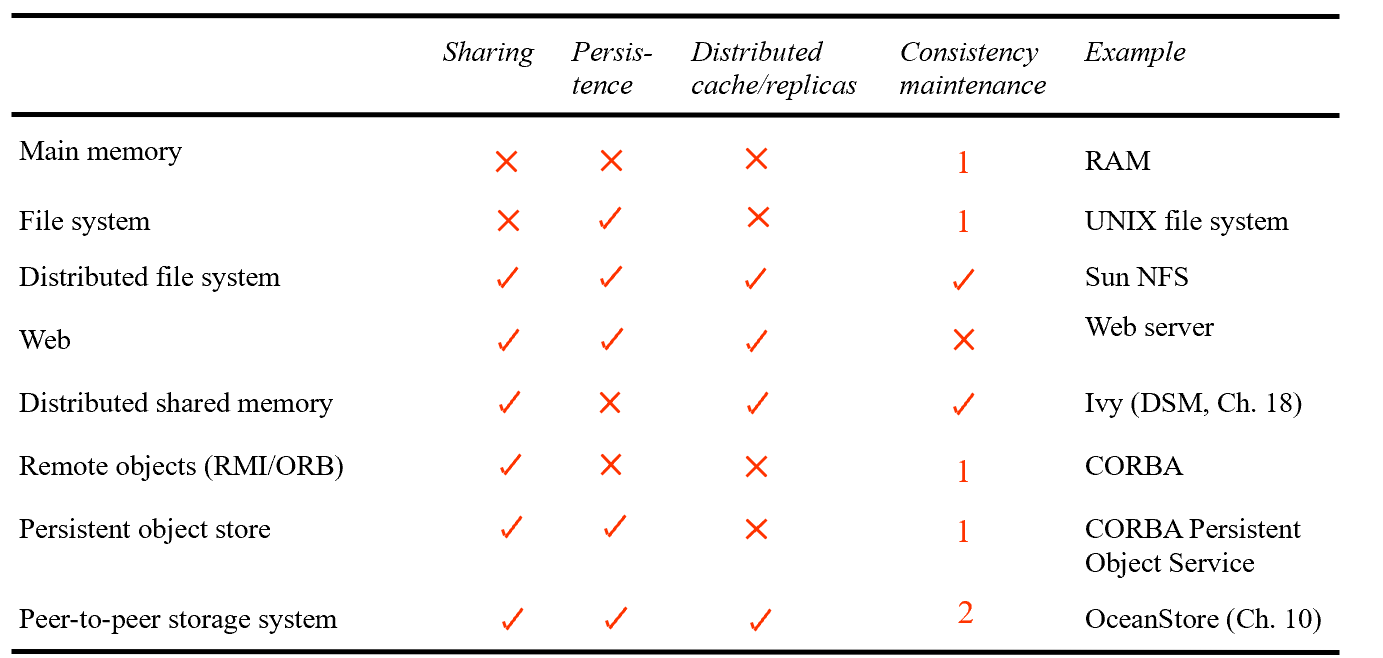 Sharing Persis- Distributed Consistency Example
tence cache/replicas maintenance
Main memory ✕ ✕ ✕ 1 RAM
File system ✕ ✓ ✕ 1 UNIX file system
Distributed file system ✓ ✓ ✓ ✓ Sun NFS
Web ✓ ✓ ✓ ✕ Web server
Distributed shared memory ✓ ✕ ✓ ✓ Ivy (DSM, Ch. 18)
Remote objects (RMI/ORB) ✓ ✕ ✕ 1 CORBA
Persistent object store ✓ ✓ ✕ 1 CORBA Persistent
Object Service
Peer-to-peer storage system ✓ ✓ ✓ 2 OceanStore (Ch. 10)